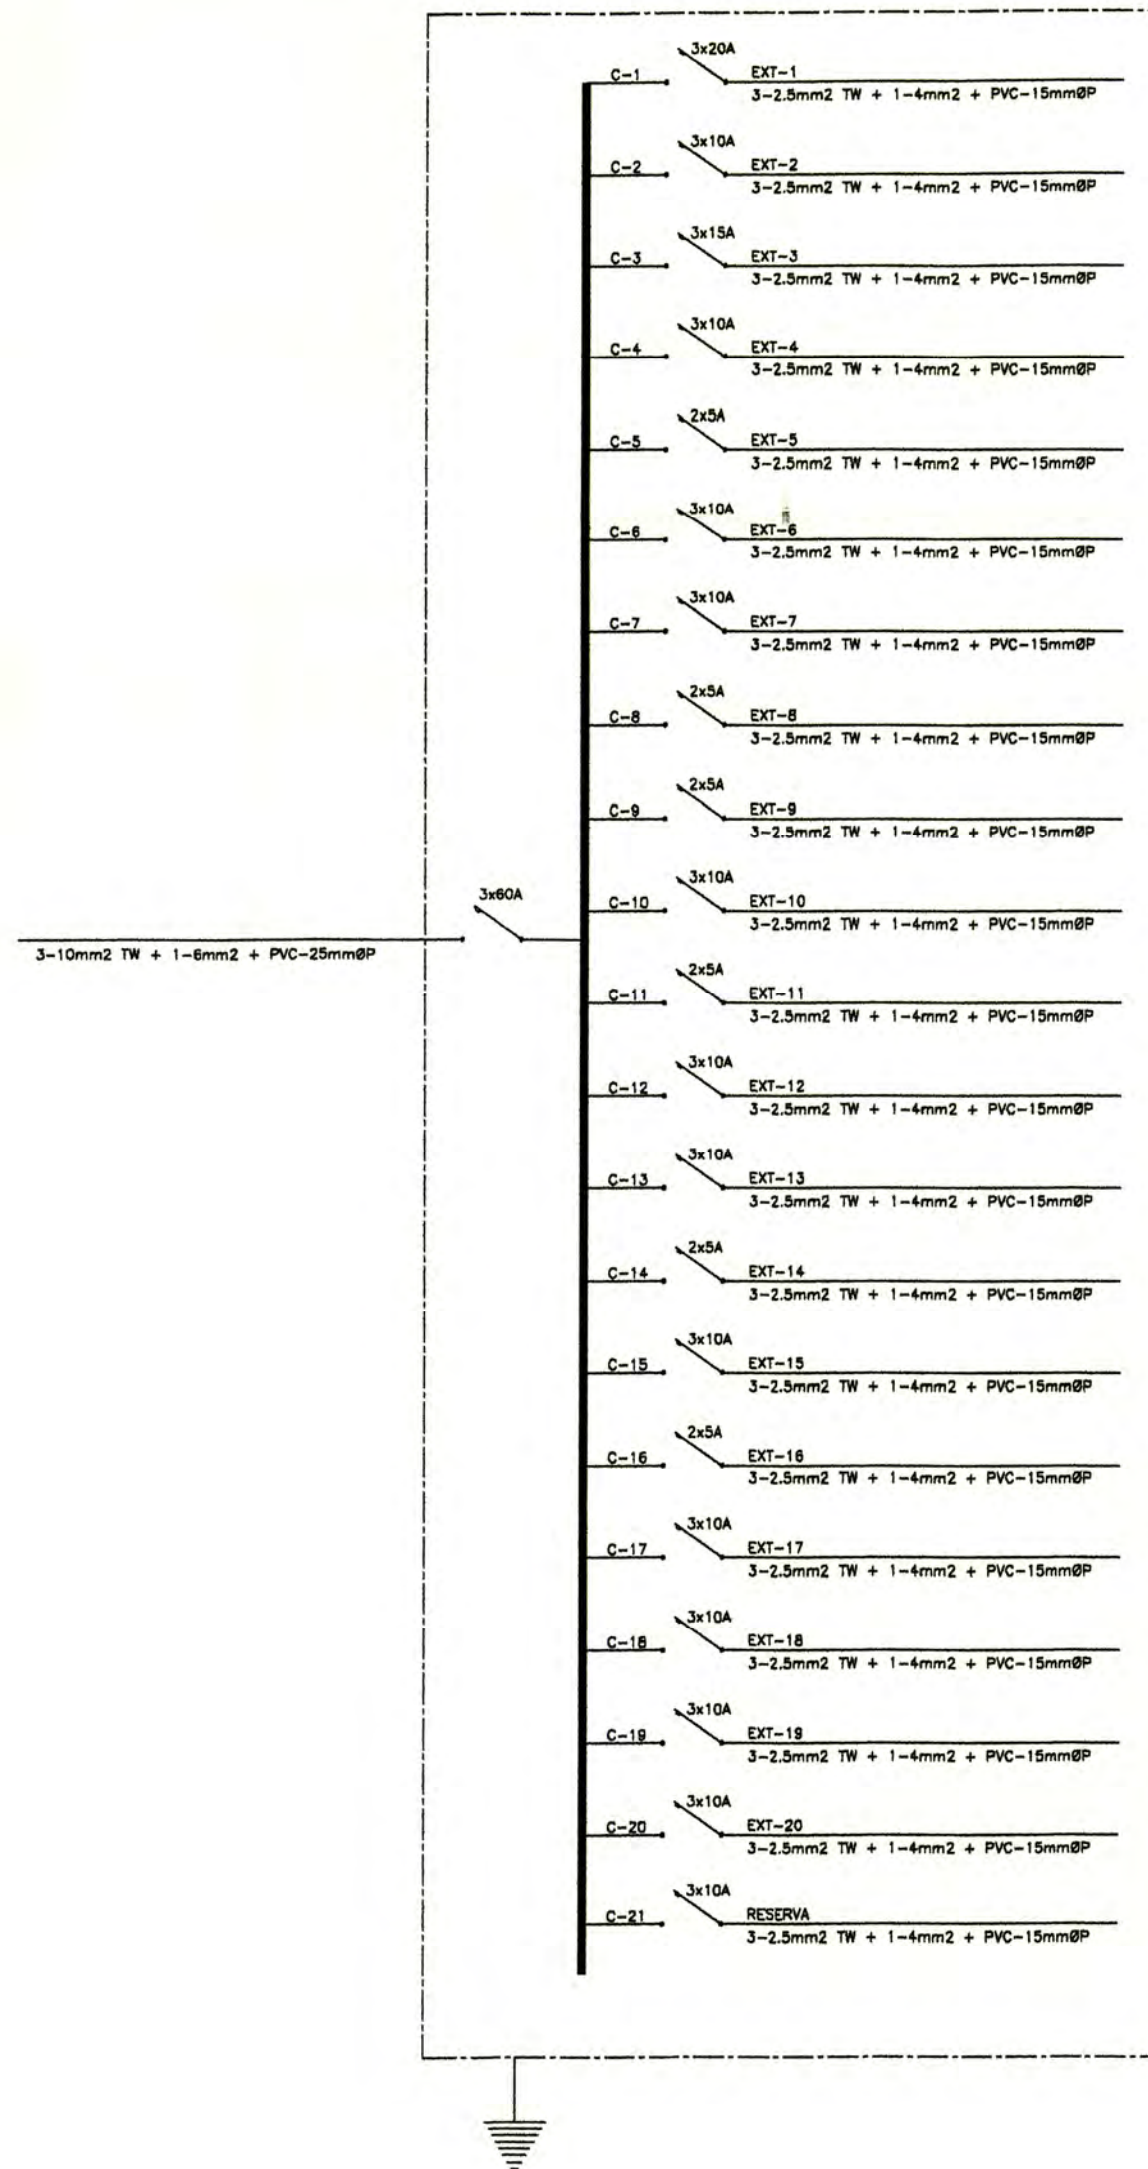 3x20A
C-1 EXT-1
3-2.5mm2 TW + 1-4mm2 + PVC-15mmØP
3x10A
C-2 EXT-2
3-2.5mm2 TW + 1-4mm2 + PVC-15mmØP
3x15A
C-3 EXT-3
3-2.5mm2 TW + 1-4mm2 + PVC-15mmØP
3x10A
C-4 EXT-4
3-2.5mm2 TW + 1-4mm2 + PVC-15mmØP
2x5A
C-5 EXT-5
3-2.5mm2 TW + 1-4mm2 + PVC-15mmØP
3x10A
C-6 EXT-6
3-2.5mm2 TW + 1-4mm2 + PVC-15mmØP
3x10A
C-7 EXT-7
3-2.5mm2 TW + 1-4mm2 + PVC-15mmØP
2x5A
C-8 EXT-8
3-2.5mm2 TW + 1-4mm2 + PVC-15mmØP
2x5A
C-9 EXT-9
3-2.5mm2 TW + 1-4mm2 + PVC-15mmØP
3x60A
3-10mm2 TW + 1-6mm2 + PVC-25mmØP
3x10A
C-10 EXT-10
3-2.5mm2 TW + 1-4mm2 + PVC-15mmØP
2x5A
C-11 EXT-11
3-2.5mm2 TW + 1-4mm2 + PVC-15mmØP
3x10A
C-12 EXT-12
3-2.5mm2 TW + 1-4mm2 + PVC-15mmØP
3x10A
C-13 EXT-13
3-2.5mm2 TW + 1-4mm2 + PVC-15mmØP
2x5A
C-14 EXT-14
3-2.5mm2 TW + 1-4mm2 + PVC-15mmØP
3x10A
C-15 EXT-15
3-2.5mm2 TW + 1-4mm2 + PVC-15mmØP
2x5A
C-16 EXT-16
3-2.5mm2 TW + 1-4mm2 + PVC-15mmØP
3x10A
C-17 EXT-17
3-2.5mm2 TW + 1-4mm2 + PVC-15mmØP
3x10A
C-18 EXT-18
3-2.5mm2 TW + 1-4mm2 + PVC-15mmØP
3x10A
C-19 EXT-19
3-2.5mm2 TW + 1-4mm2 + PVC-15mmØP
3x10A
C-20 EXT-20
3-2.5mm2 TW + 1-4mm2 + PVC-15mmØP
3x10A
C-21 RESERVA
3-2.5mm2 TW + 1-4mm2 + PVC-15mmØP